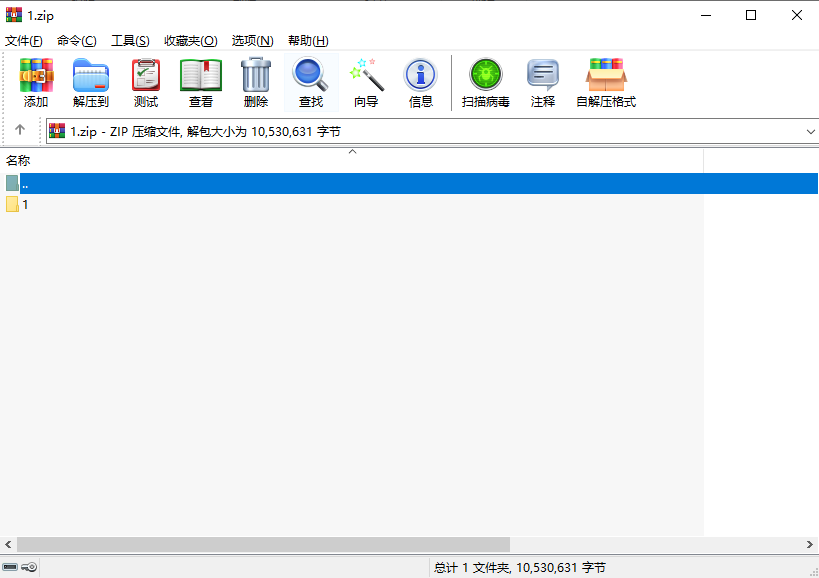 1.zip
文件(F) 命令(C) 工具(S) 收藏夹(O) 选项(N) 帮助(H)
添加 解压到 测试 查看 删除 查找 向导 信息 扫描病毒 注释 自解压格式
1.zip - ZIP 压缩文件, 解包大小为 10,530,631 字节
名称
..
1
总计 1 文件夹, 10,530,631 字节